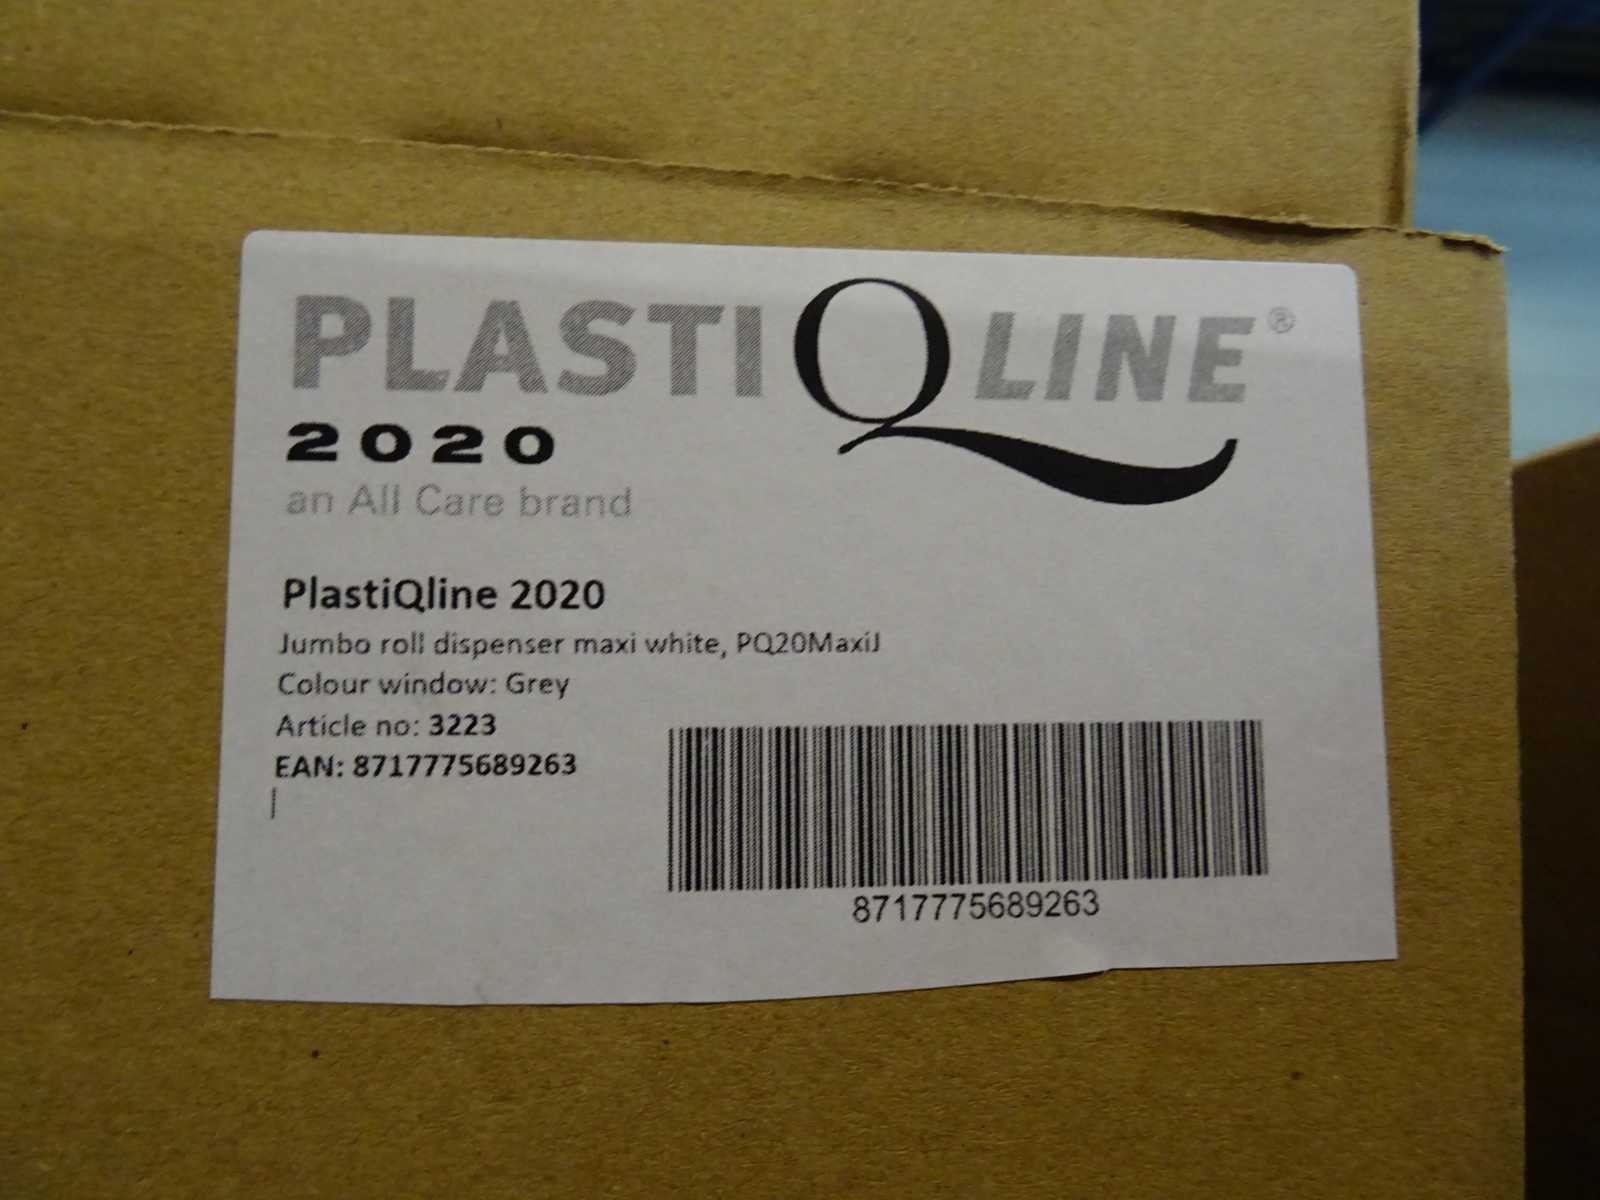 PLASTIQLINE®
2020
an All Care brand
PlastiQline 2020
Jumbo roll dispenser maxi white, PQ20MaxiJ
Colour window: Grey
Article no: 3223
EAN: 8717775689263
8717775689263